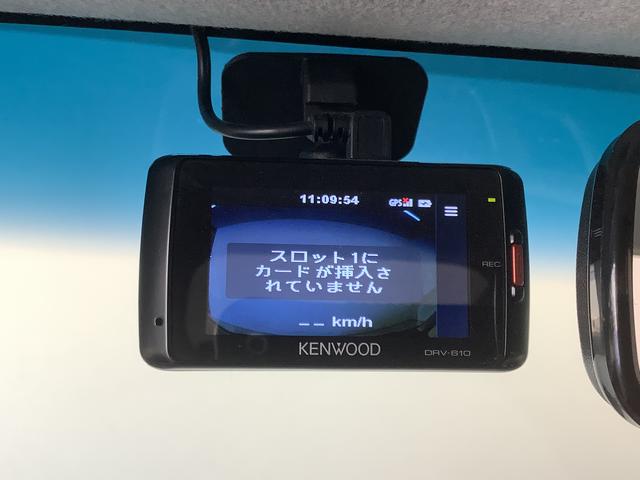 11:09:54 GPS
スロット1に
カードが挿入さ
れていません
-- km/h
REC
KENWOOD
DRV-610